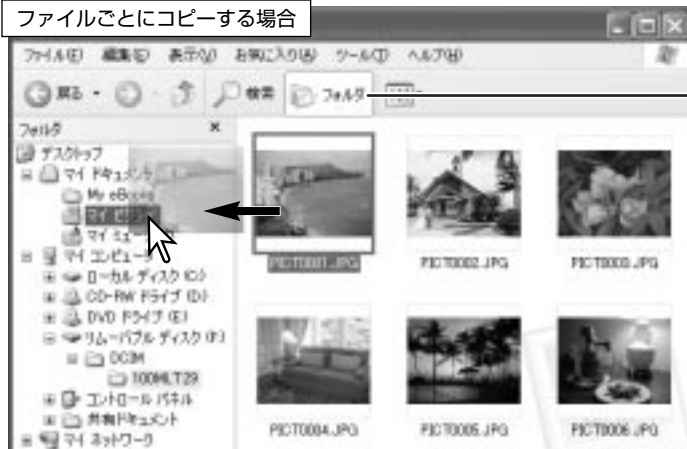 ファイルごとにコピーする場合
ファイル(F) 編集(E) 表示(V) お気に入り(A) ツール(T) ヘルプ(H)
戻る 検索 フォルダ
フォルダ ×
デスクトップ
マイ ドキュメント
My eBooks
マイ ピクチャ
マイ ミュージック
マイ コンピュータ
ローカル ディスク (C:)
CD-RW ドライブ (D:)
DVD ドライブ (E:)
リムーバブル ディスク (F:)
DCIM
100MLT29
コントロール パネル
共有ドキュメント
マイ ネットワーク
PICT0001.JPG PICT0002.JPG PICT0003.JPG
PICT0004.JPG PICT0005.JPG PICT0006.JPG